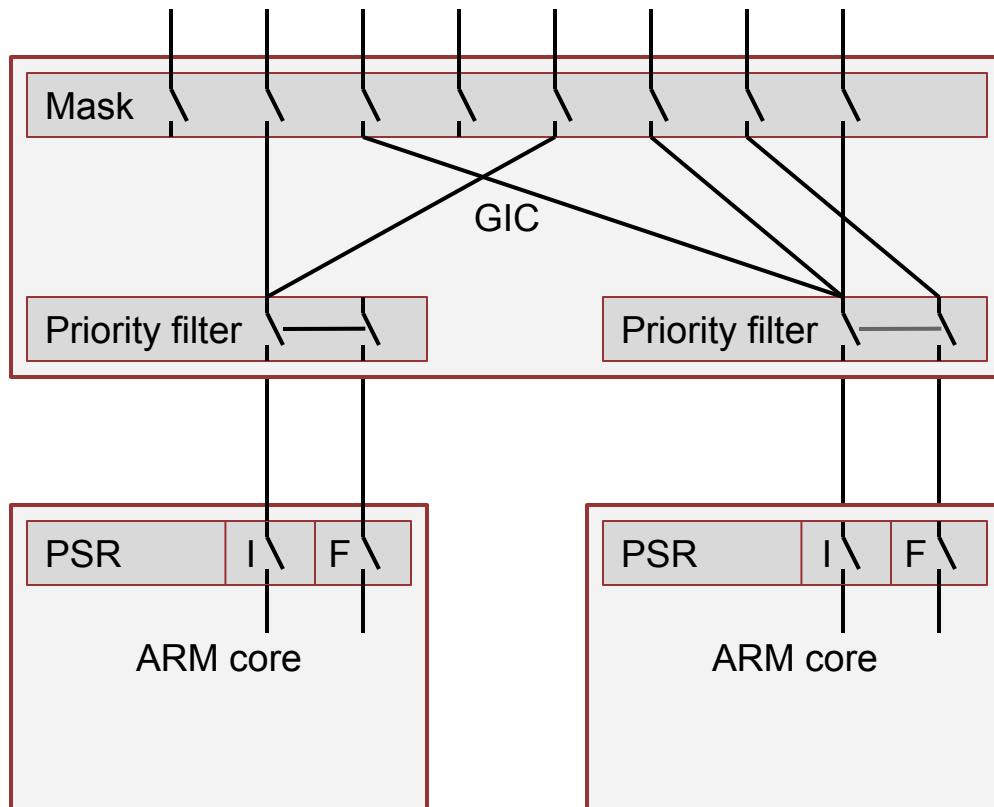 Mask
GIC
Priority filter
Priority filter
PSR I F
PSR I F
ARM core
ARM core